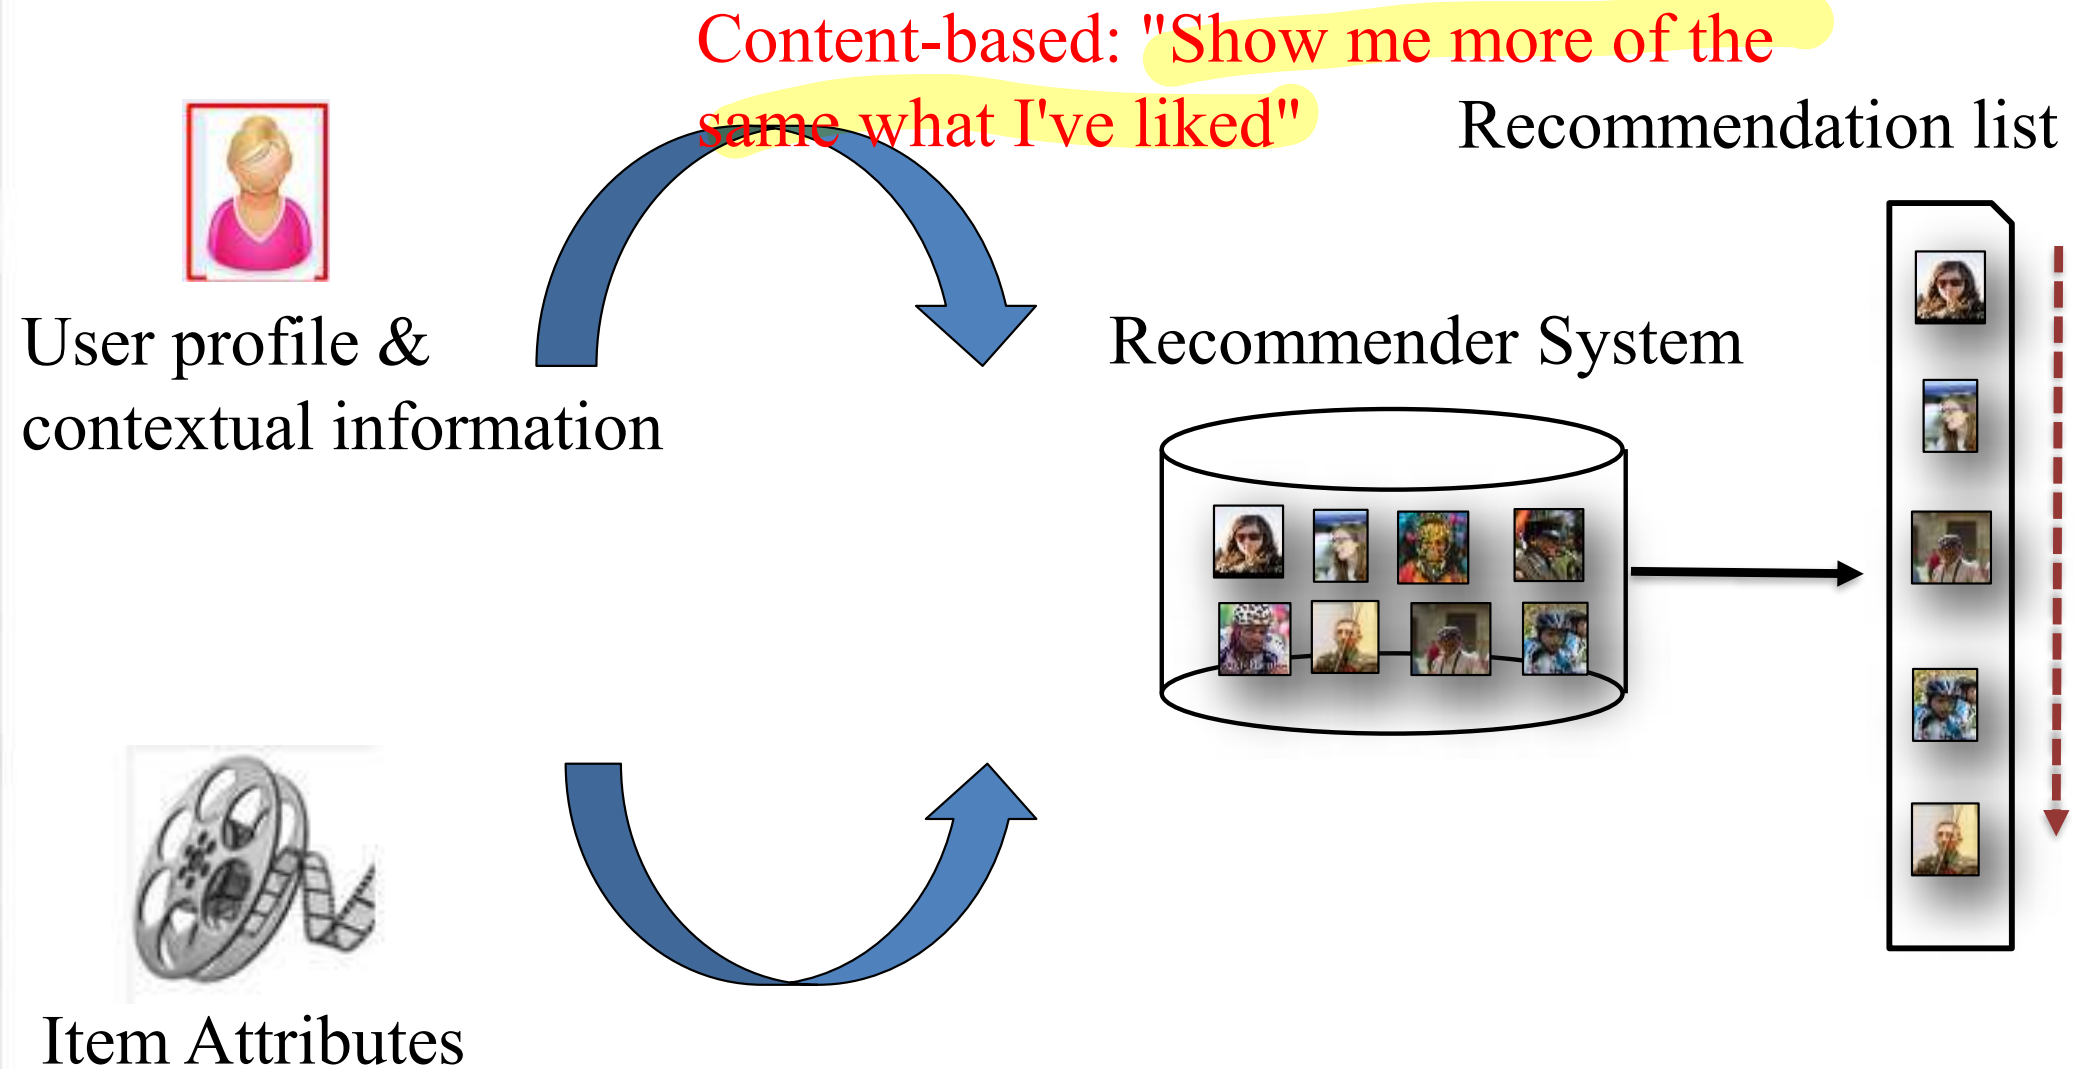 Content-based: "Show me more of the
same what I've liked"
Recommendation list
User profile &
contextual information
Recommender System
Item Attributes